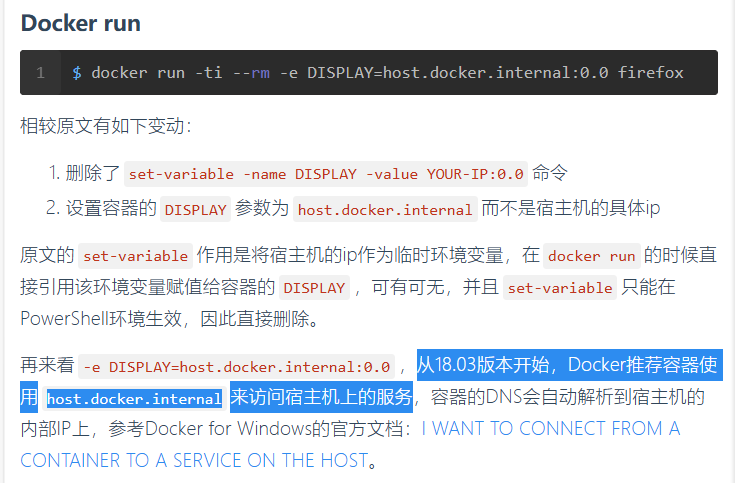 Docker run
1 $ docker run -ti --rm -e DISPLAY=host.docker.internal:0.0 firefox
相较原文有如下变动：
1. 删除了 set-variable -name DISPLAY -value YOUR-IP:0.0 命令
2. 设置容器的 DISPLAY 参数为 host.docker.internal 而不是宿主机的具体ip
原文的 set-variable 作用是将宿主机的ip作为临时环境变量，在 docker run 的时候直
接引用该环境变量赋值给容器的 DISPLAY ，可有可无，并且 set-variable 只能在
PowerShell环境生效，因此直接删除。
再来看 -e DISPLAY=host.docker.internal:0.0 ，从18.03版本开始，Docker推荐容器使
用 host.docker.internal 来访问宿主机上的服务，容器的DNS会自动解析到宿主机的
内部IP上，参考Docker for Windows的官方文档：I WANT TO CONNECT FROM A
CONTAINER TO A SERVICE ON THE HOST。